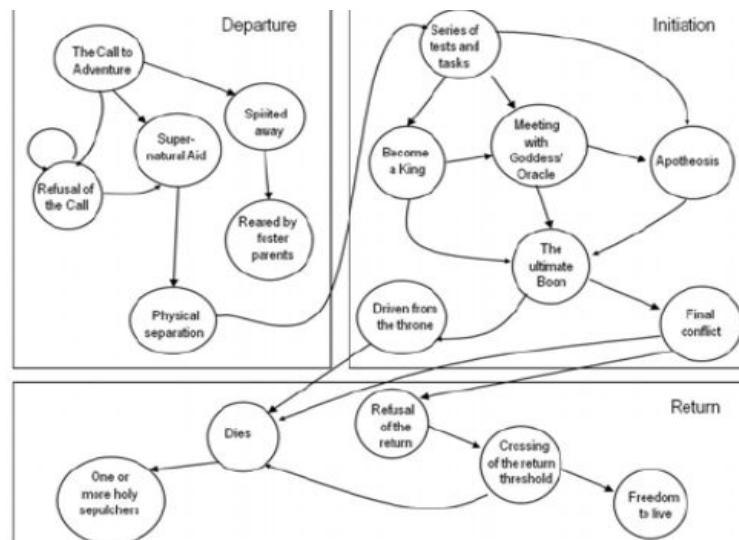 Departure
The Call to
Adventure
Spirited
away
Super-
natural Aid
Refusal of
the Call
Reared by
fester
parents
Physical
separation
Initiation
Series of
tests and
tasks
Become
a King
Meeting
with
Goddess/
Oracle
Apotheosis
The
ultimate
Boon
Driven from
the throne
Final
conflict
Return
Dies
Refusal
of the
return
Crossing
of the return
threshold
One or
more holy
sepulchers
Freedom
to live